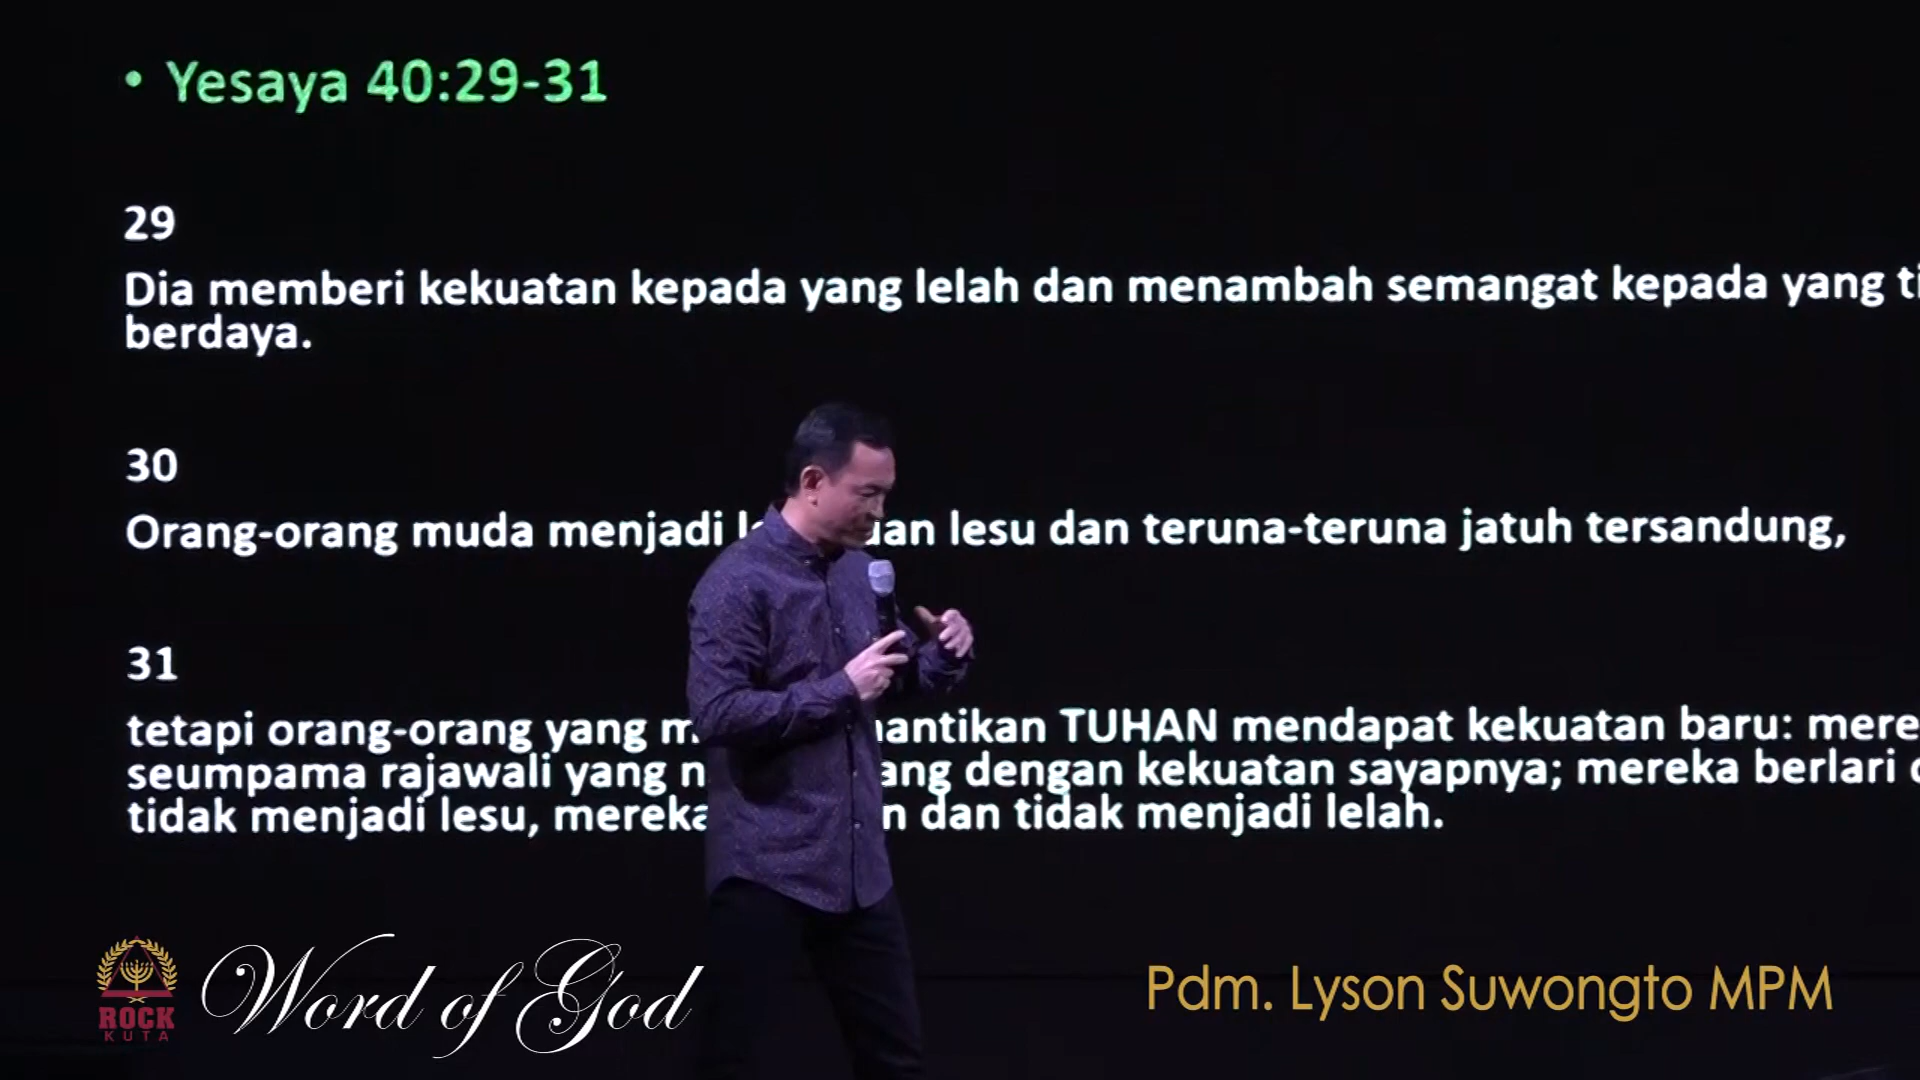 • Yesaya 40:29-31
29
Dia memberi kekuatan kepada yang lelah dan menambah semangat kepada yang
berdaya.
30
Orang-orang muda menjadi dan lesu dan teruna-teruna jatuh tersandung,
31
tetapi orang-orang yang TUHAN mendapat kekuatan baru:
seumpama rajawali yang dengan kekuatan sayapnya; mereka berlari
tidak menjadi lesu, mereka dan tidak menjadi lelah.
ROCK
KUTA
Word of God
Pdm. Lyson Suwongto MPM